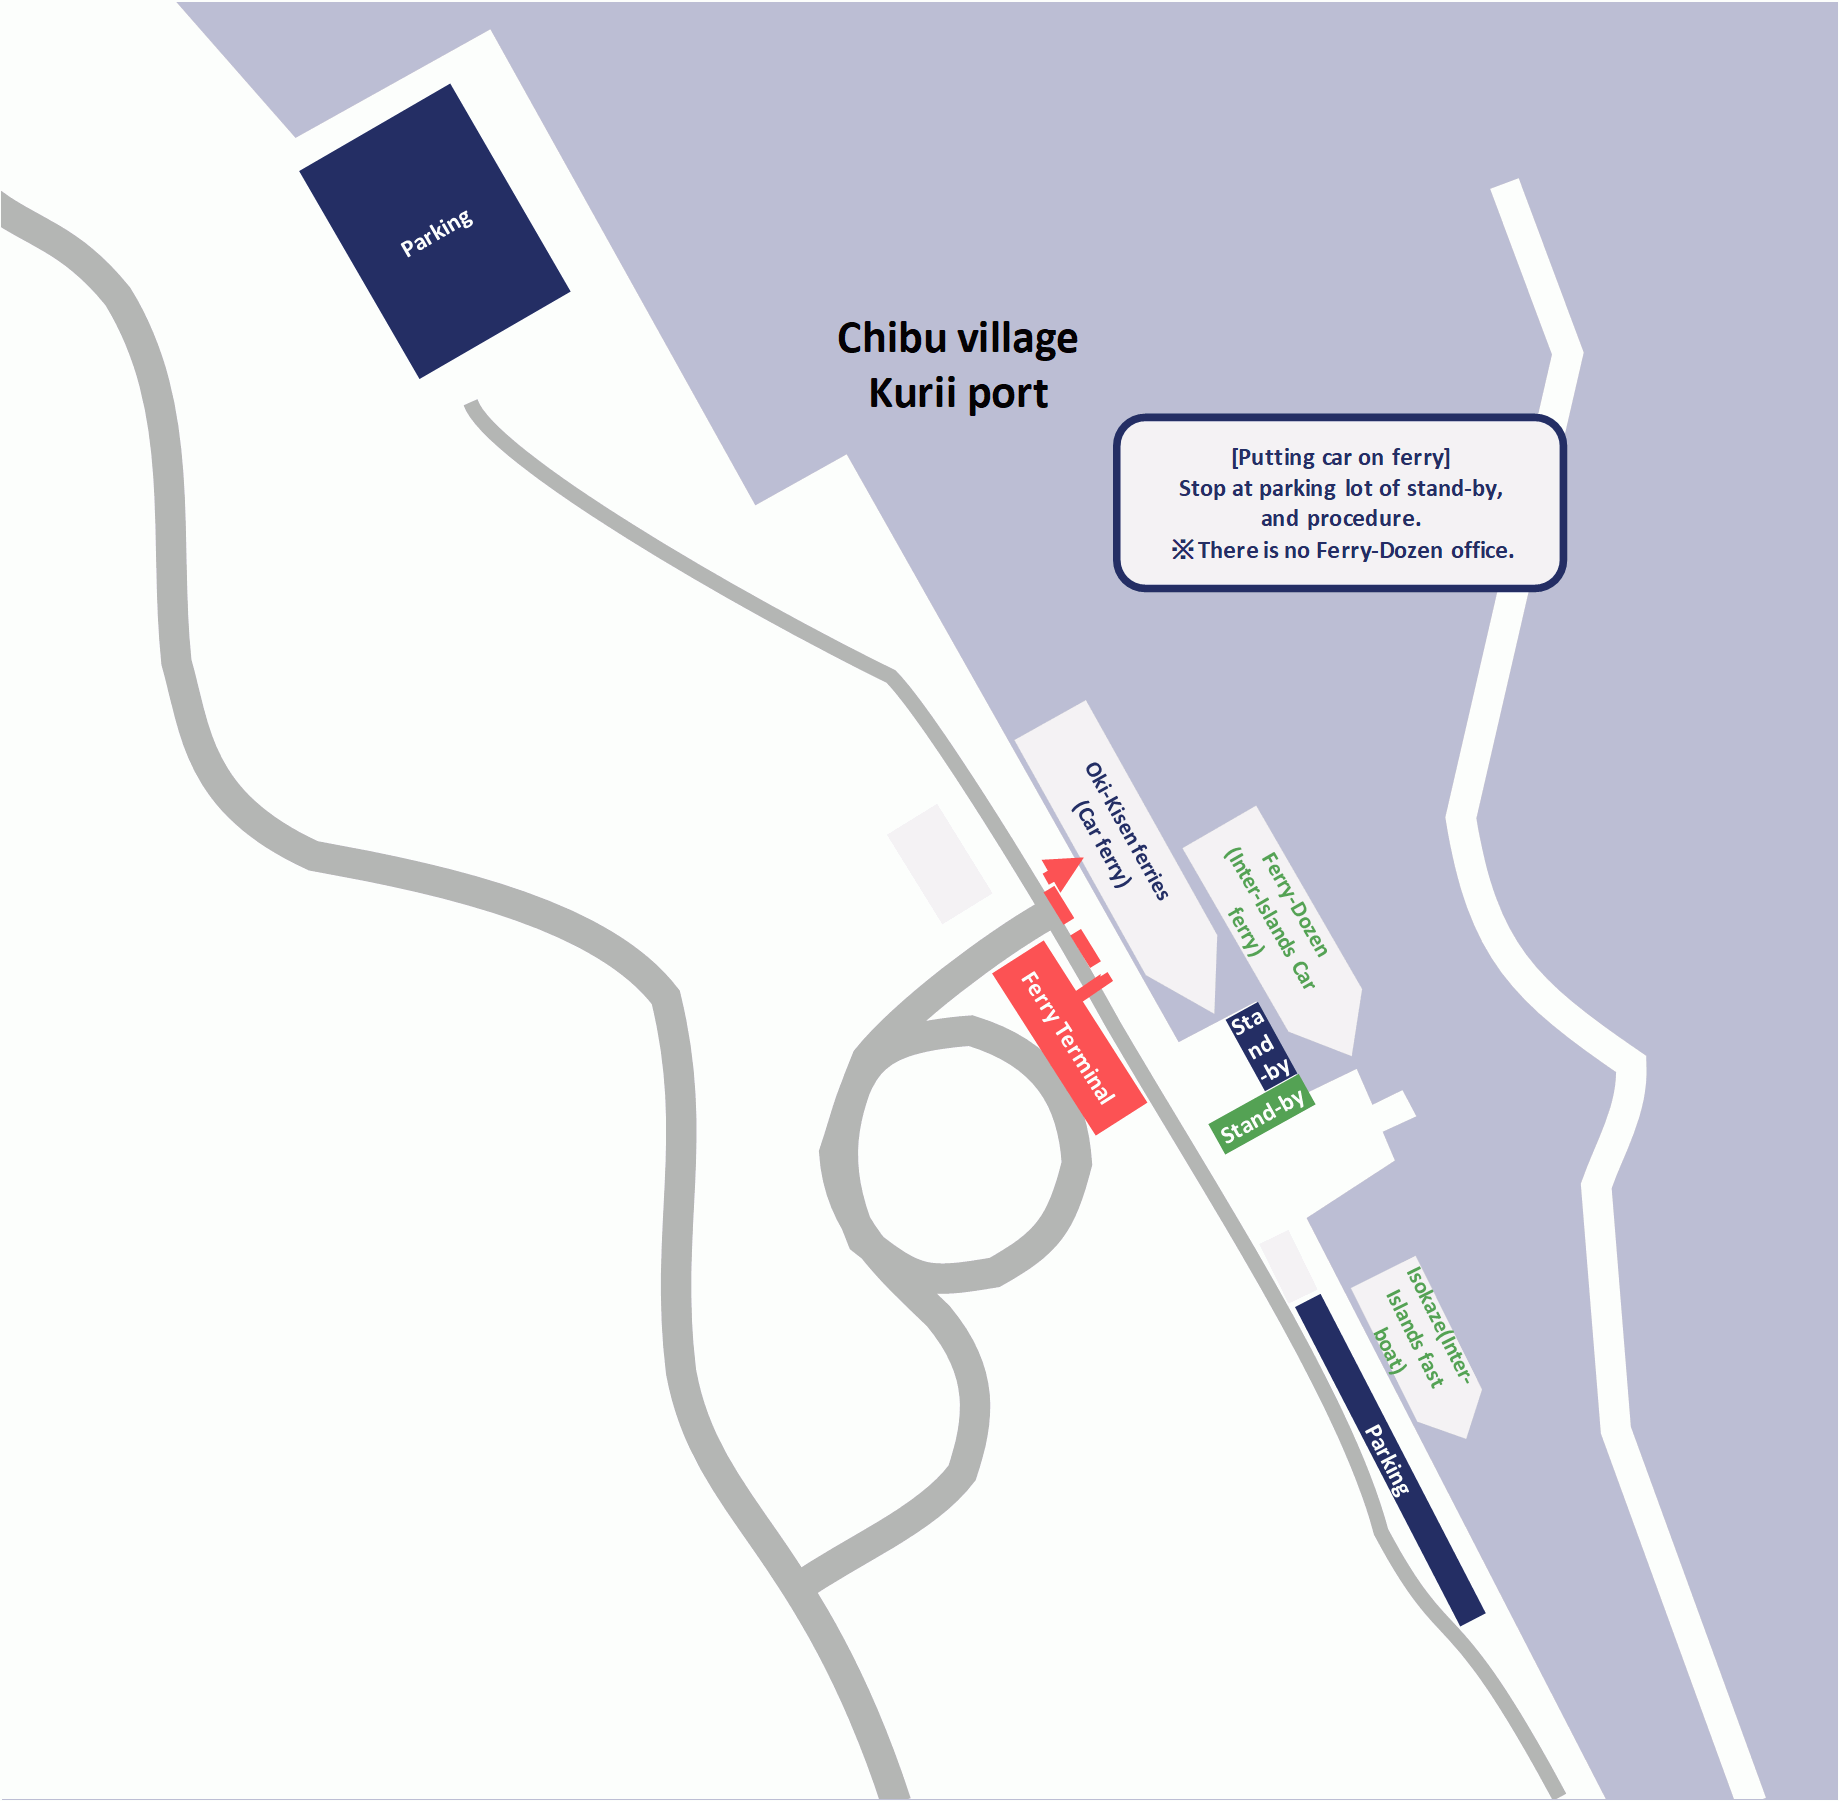 Parking
Chibu village
Kurii port
[Putting car on ferry]
Stop at parking lot of stand-by,
and procedure.
※There is no Ferry-Dozen office.
Oki-Kisen ferries
(Car ferry)
Ferry-Dozen
(Inter-Islands Car
ferry)
Ferry Terminal
Sta
nd
-by
Stand-by
Isokaze(Inter-
Islands fast
boat)
Parking